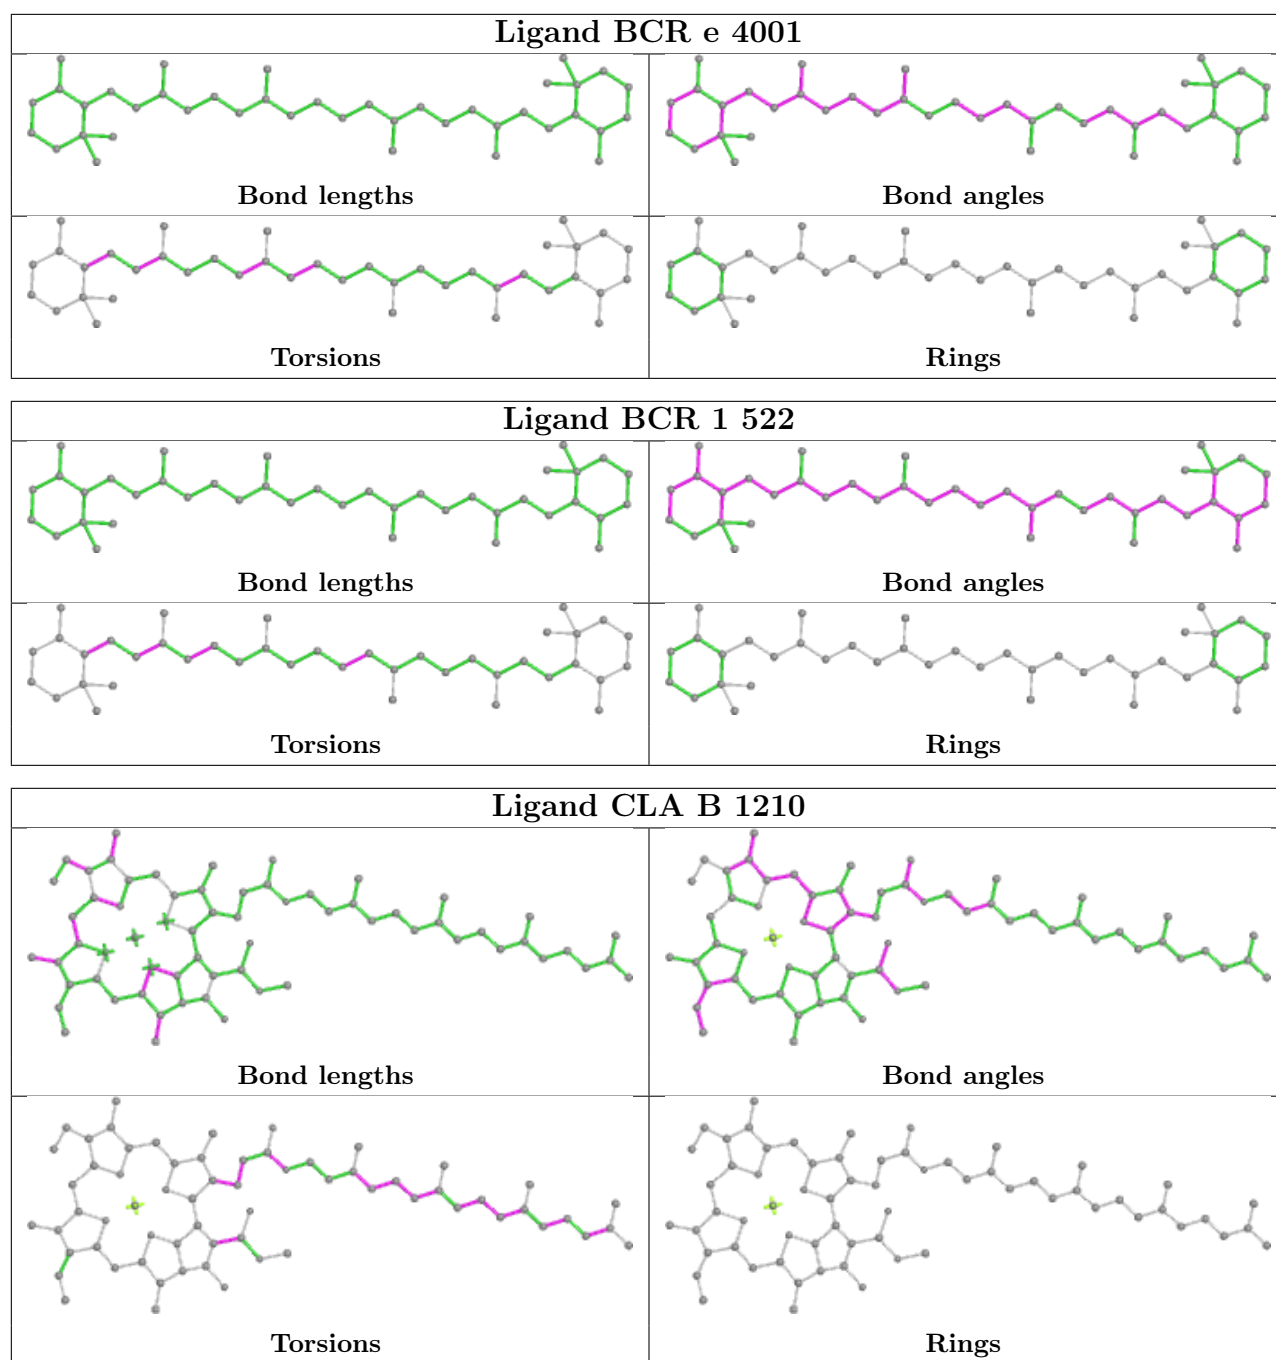 Ligand BCR e 4001
Bond lengths
Bond angles
Torsions
Rings
Ligand BCR 1 522
Bond lengths
Bond angles
Torsions
Rings
Ligand CLA B 1210
Bond lengths
Bond angles
Torsions
Rings